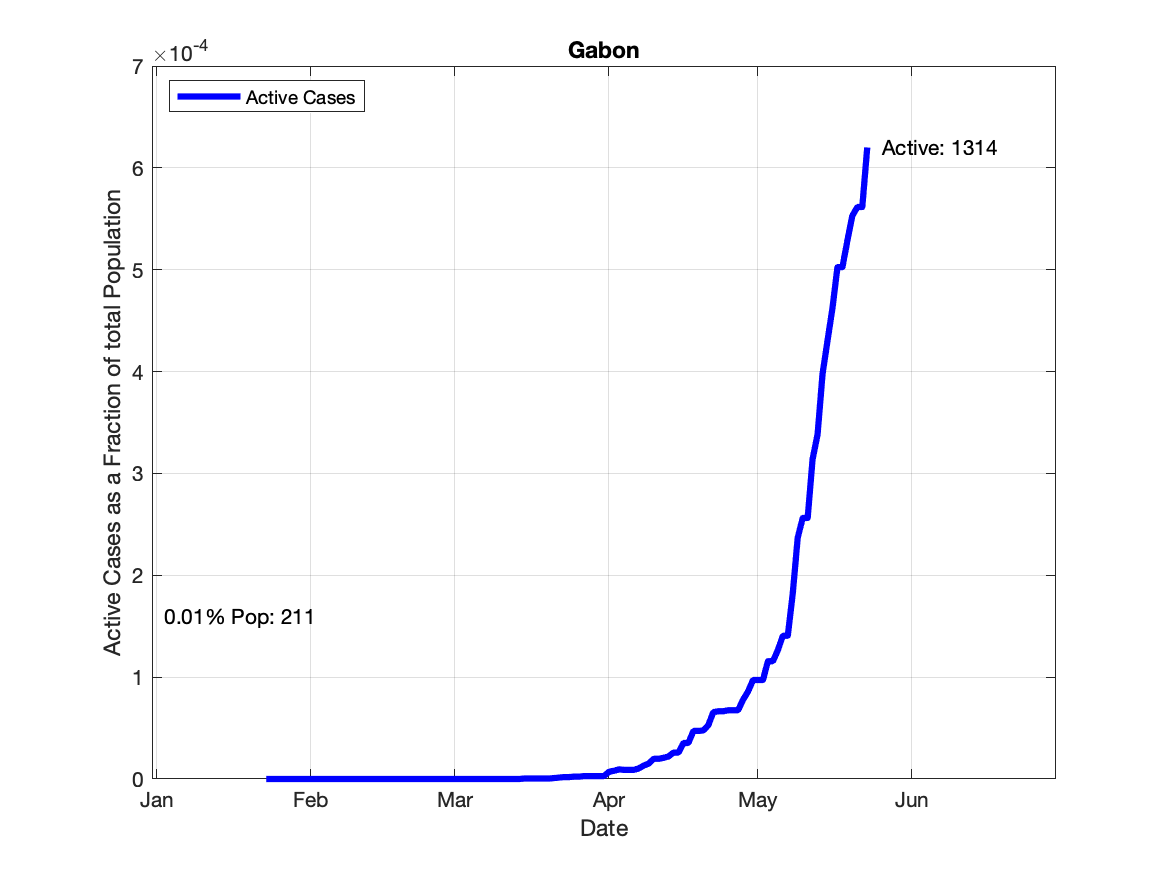 Gabon
×10-4
Active Cases
Active: 1314
0.01% Pop: 211
7
6
5
4
3
2
1
0
Active Cases as a Fraction of total Population
Jan Feb Mar Apr May Jun
Date